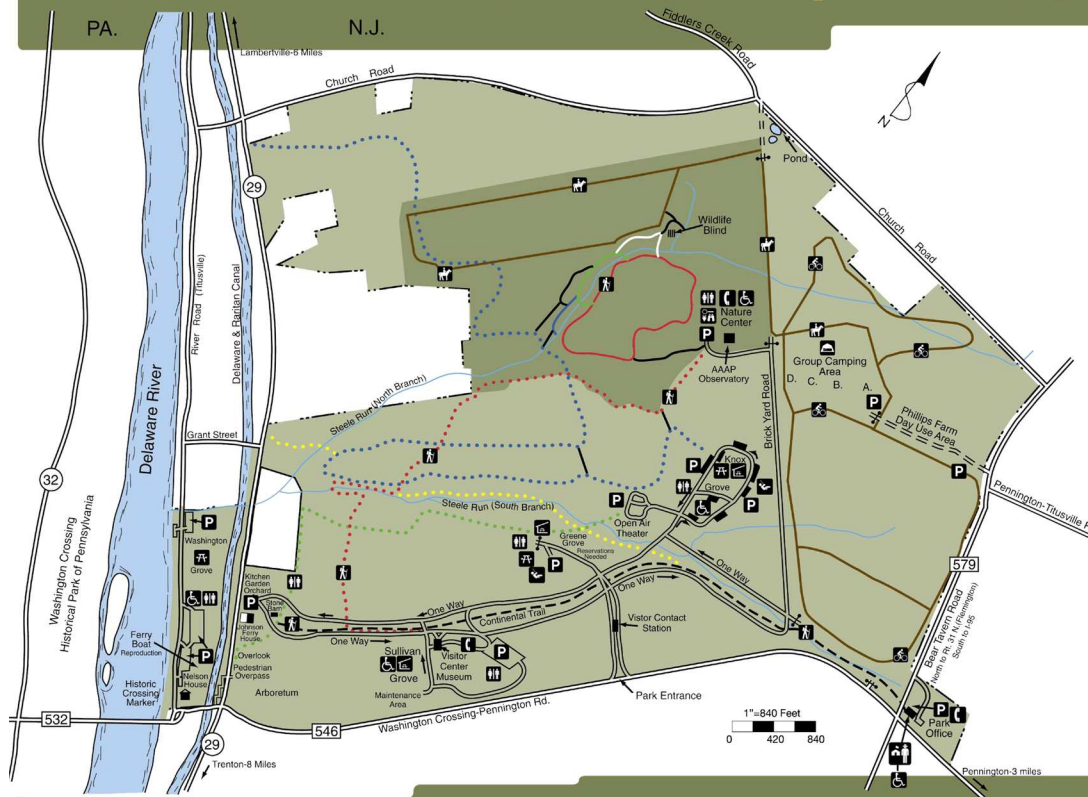 PA.
N.J.
Fiddlers Creek Road
Lambertville-8 Miles
Church Road
N
Pond
29
Church
Road
Wildlife
Blind
River Road (Titusville)
Delaware & Raritan Canal
Nature
Center
P
AAAP
Observatory
Group Camping
Area
D. C. B. A.
P
Delaware River
Steele Run (North Branch)
Brick Yard Road
Phillips Farm
Day Use Area
Grant Street
P
P
Knox
Grove
32
Pennington-Titusville R
P
P
Steele Run (South Branch)
Open Air
Theater
P
Washington
Grove
Greene
Grove
Reservations
Needed
P
Washington Crossing
Historical Park of Pennsylvania
579
Kitchen
Garden
Orchard
P
One Way
One Way
One Way
Stone
Barn
Johnson
Ferry
House
Continental Trail
Vistor Contact
Station
Bear Tavern Road
North to Rt. 31 N.(Flemington)
South to I-95
Ferry
Boat
Reproduction
P
One Way
Overlook
Sullivan
Grove
Visitor
Center
Museum
P
Pedestrian
Overpass
Nelson
House
Historic
Crossing
Marker
Arboretum
Maintenance
Area
Park Entrance
P
Park
Office
532
546
Washington Crossing-Pennington Rd.
1"=840 Feet
0 420 840
29
Trenton-8 Miles
Pennington-3 miles